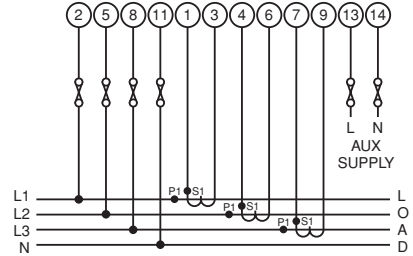 2 5 8 11 1 3 4 6 7 9 13 14
L N
AUX
SUPPLY
L1 P1 S1 L
L2 P1 S1 O
L3 P1 S1 A
N D